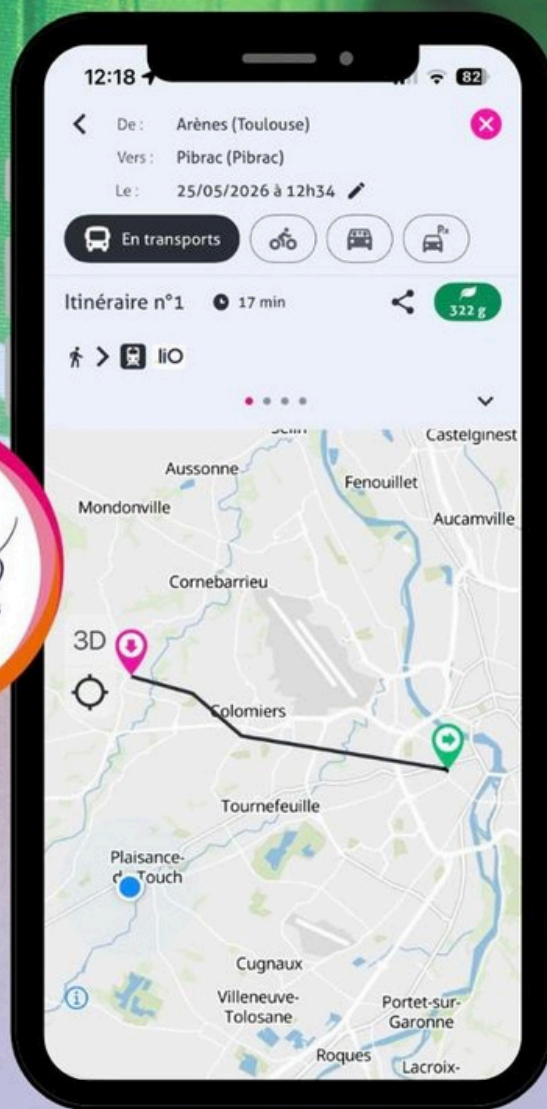 12:18
82
De : Arènes (Toulouse)
Vers : Pibrac (Pibrac)
Le : 25/05/2026 à 12h34
En transports
Px
Itinéraire n°1 17 min
322 g
liO
Castelginest
Aussonne
Fenouillet
Mondonville
Aucamville
Cornebarrieu
3D
Colomiers
Tournefeuille
Plaisance-
Touch
Cugnaux
Villeneuve-
Tolosane
Portet-sur-
Garonne
Roques
Lacroix-